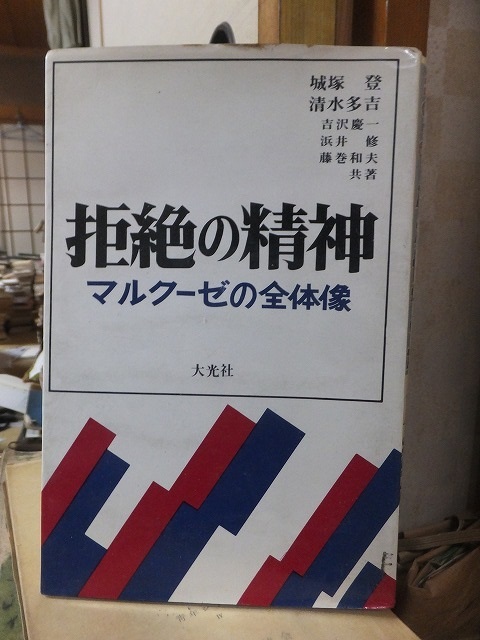 城塚 登
清水多吉
吉沢慶一
浜井 修
藤巻和夫
共著
拒絶の精神
マルクーゼの全体像
大光社